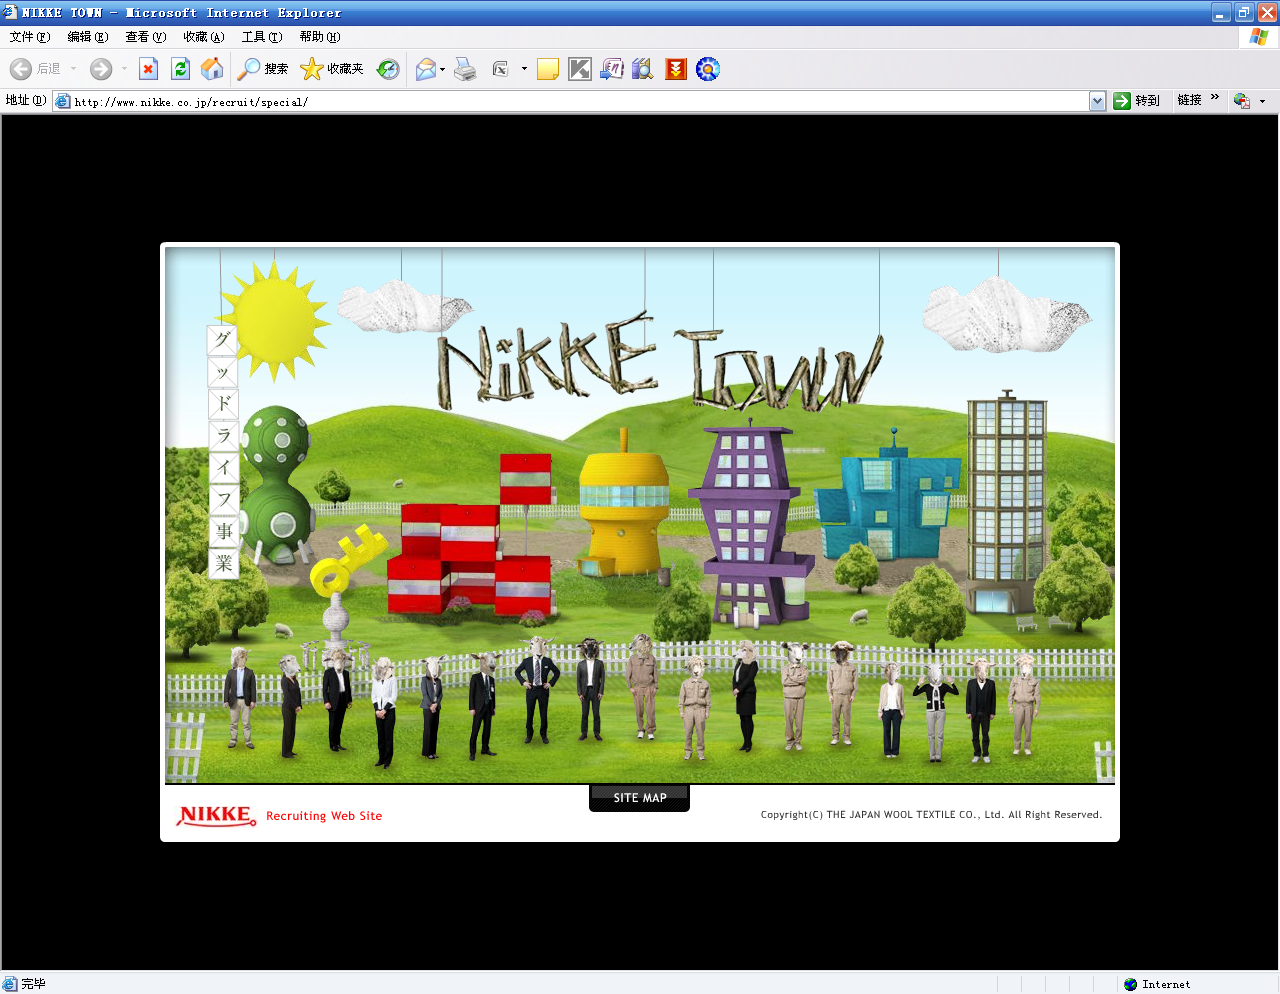 NIKKE TOWN - Microsoft Internet Explorer
文件(F) 编辑(E) 查看(V) 收藏(A) 工具(T) 帮助(H)
后退 搜索 收藏夹
地址(D) http://www.nikke.co.jp/recruit/special/ 转到 链接 »
NiKKE TOWN
グッドライフ事業
SITE MAP
NIKKE Recruiting Web Site
Copyright(C) THE JAPAN WOOL TEXTILE CO., Ltd. All Right Reserved.
完毕 Internet